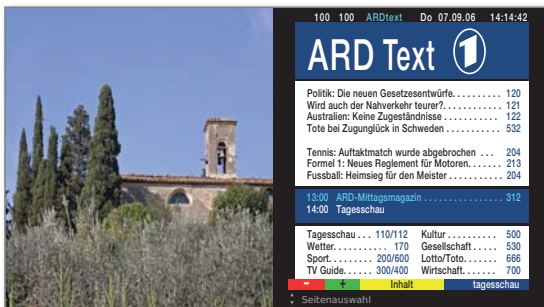 100 100 ARDtext Do 07.09.06 14:14:42
ARD Text 1
Politik: Die neuen Gesetzesentwürfe.......... 120
Wird auch der Nahverkehr teurer?............ 121
Australien: Keine Zugeständnisse ........... 122
Tote bei Zugunglück in Schweden ........... 532
Tennis: Auftaktmatch wurde abgebrochen ... 204
Formel 1: Neues Reglement für Motoren....... 213
Fussball: Heimsieg für den Meister ........... 204
13:00 ARD-Mittagsmagazin ................ 312
14:00 Tagesschau
Tagesschau ... 110/112 Kultur .......... 500
Wetter.......... 170 Gesellschaft ..... 530
Sport....... 200/600 Lotto/Toto....... 666
TV Guide..... 300/400 Wirtschaft....... 700
- + Inhalt tagesschau
Seitenauswahl